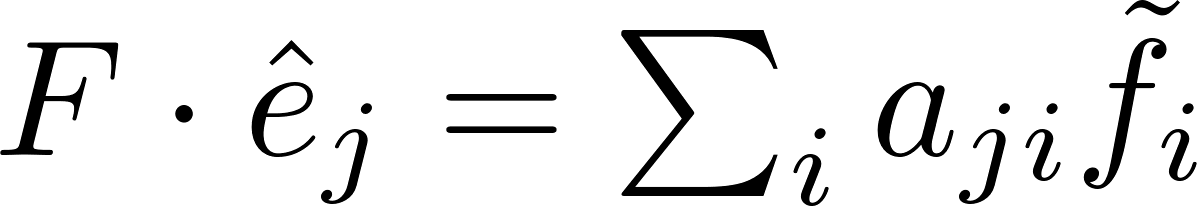 F · ê_j = ∑_i a_{ji} f̃_i